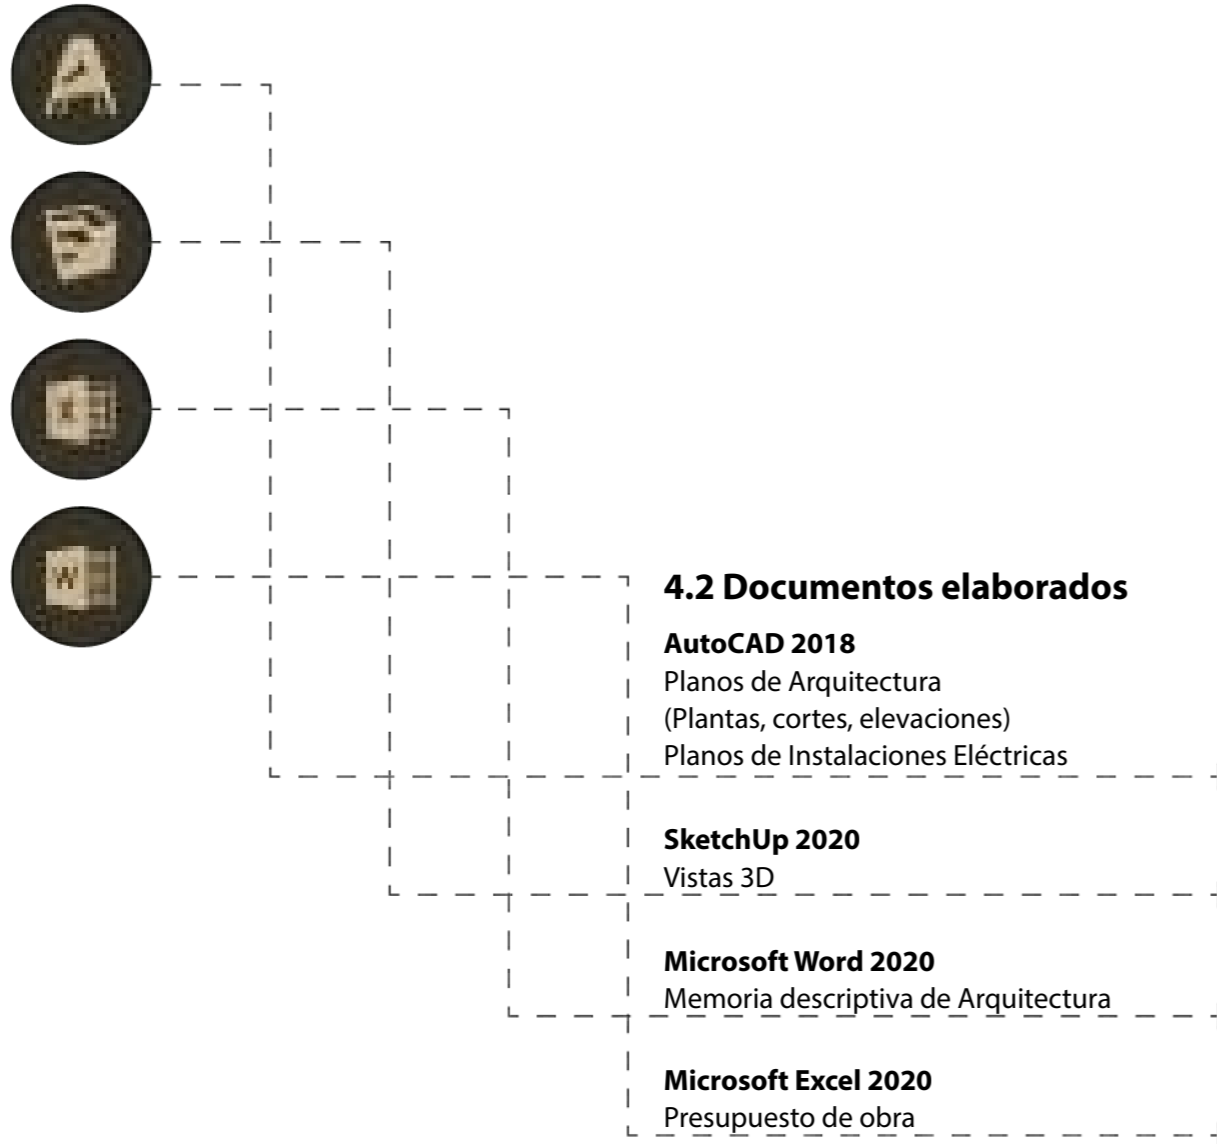 A
W
4.2 Documentos elaborados
AutoCAD 2018
Planos de Arquitectura
(Plantas, cortes, elevaciones)
Planos de Instalaciones Eléctricas
SketchUp 2020
Vistas 3D
Microsoft Word 2020
Memoria descriptiva de Arquitectura
Microsoft Excel 2020
Presupuesto de obra